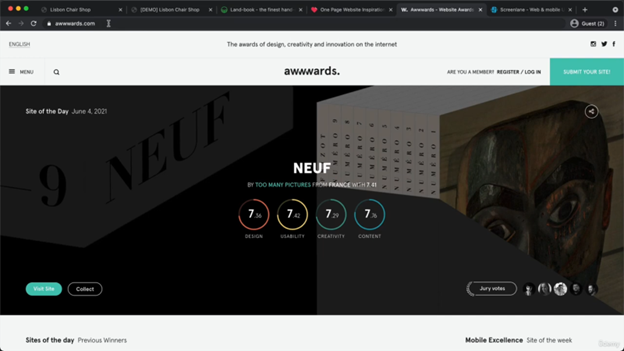 Lisbon Chair Shop
[DEMO] Lisbon Chair Shop
Land-book - the finest hand
One Page Website Inspiration
Awwwards - Website Awards
Screenlane - Web & mobile
awwwards.com
Guest (2)
ENGLISH
The awards of design, creativity and innovation on the internet
MENU
awwwards.
ARE YOU A MEMBER? REGISTER / LOG IN
SUBMIT YOUR SITE!
Site of the Day June 4, 2021
9 NEUF
NEUF
BY TOO MANY PICTURES FROM FRANCE WITH 7.41
7.36
7.42
7.29
7.76
DESIGN
USABILITY
CREATIVITY
CONTENT
Visit Site
Collect
Jury votes
Sites of the day Previous Winners
Mobile Excellence Site of the week